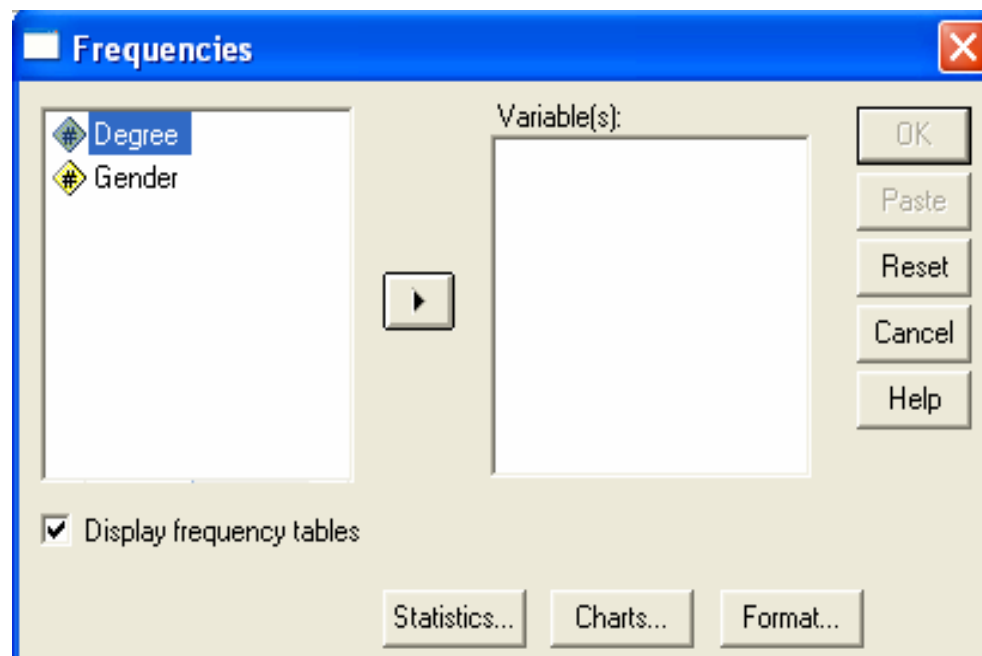 Frequencies
# Degree
# Gender
Variable(s):
OK
Paste
Reset
Cancel
Help
Display frequency tables
Statistics...
Charts...
Format...